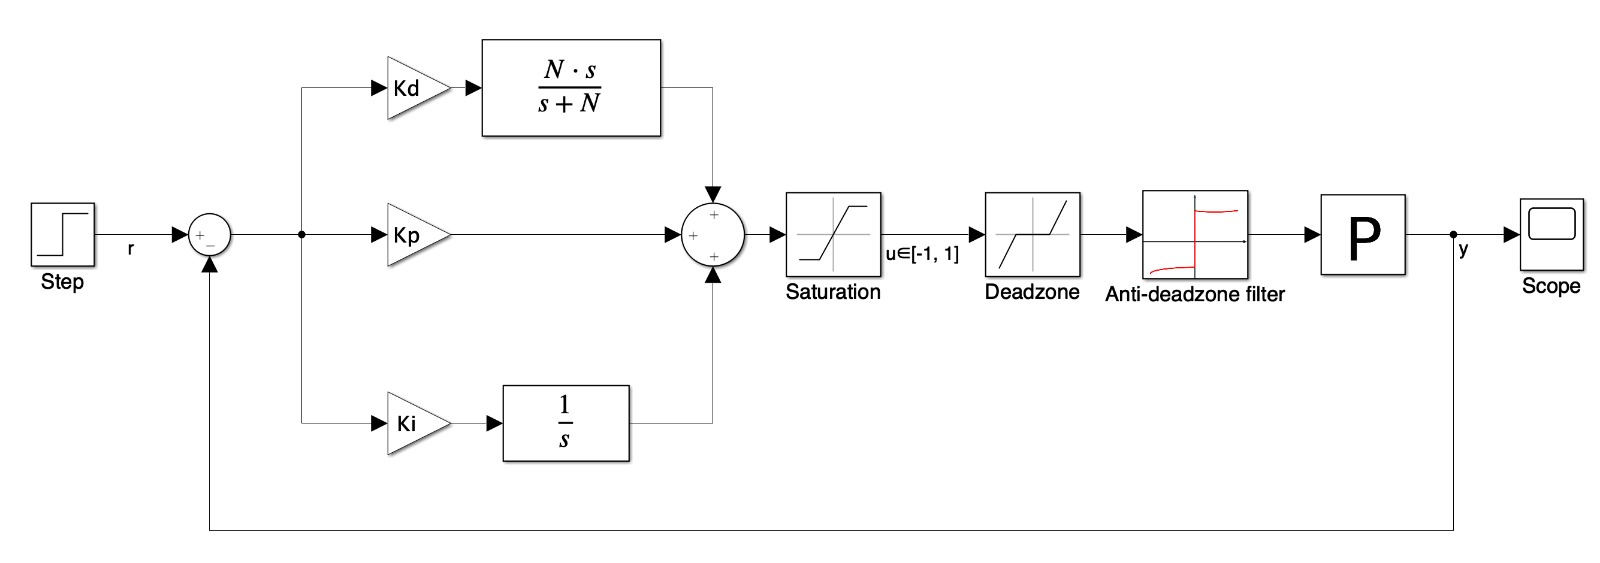 Kd
N · s
s + N
Step
r
+
−
Kp
+
+
+
Saturation
u∈[-1, 1]
Deadzone
Anti-deadzone filter
P
y
Scope
Ki
1
s